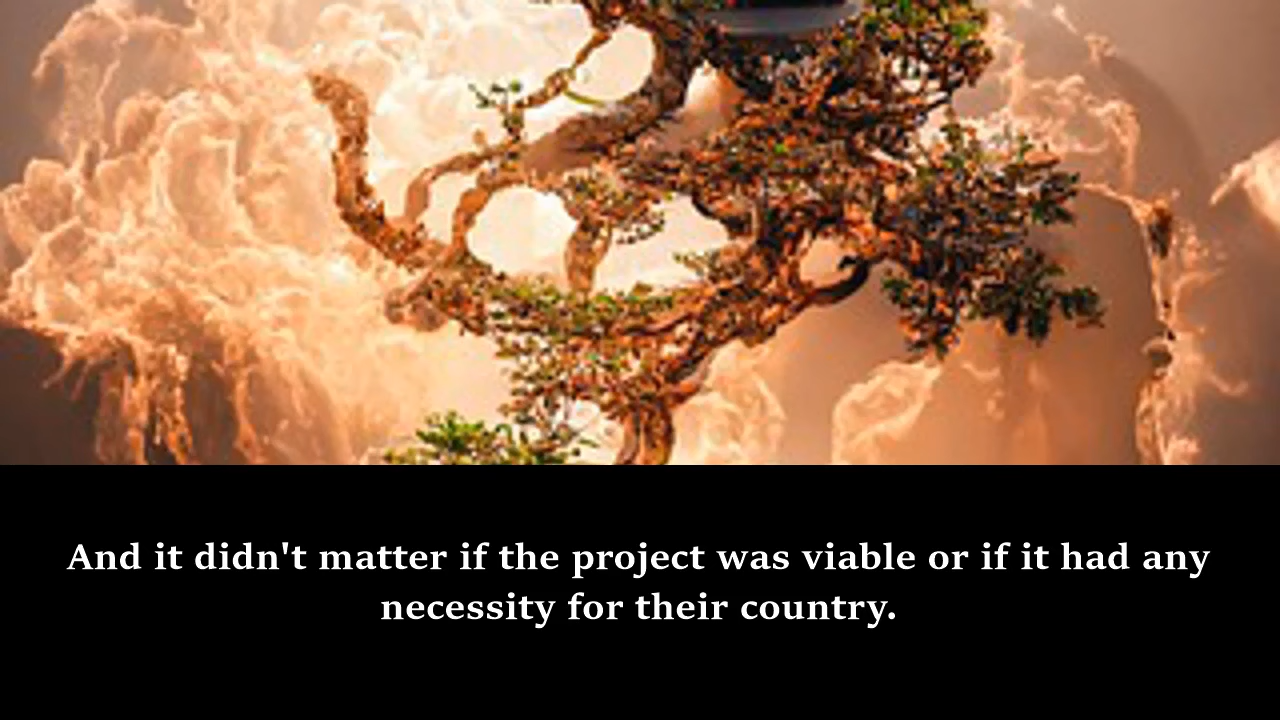 And it didn't matter if the project was viable or if it had any
necessity for their country.